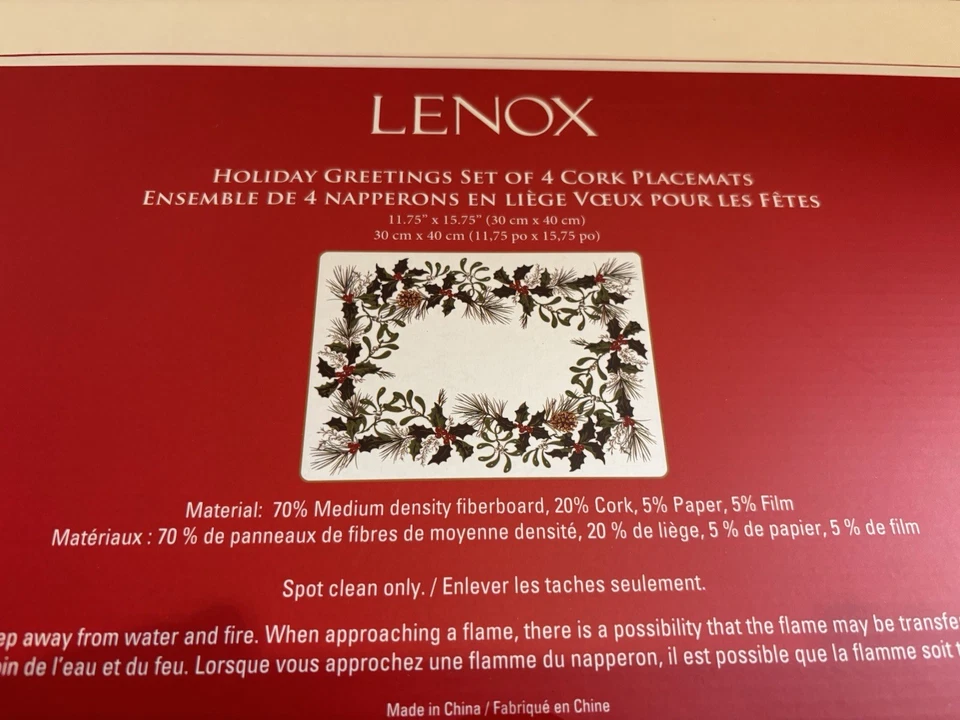 LENOX
HOLIDAY GREETINGS SET OF 4 CORK PLACEMATS
ENSEMBLE DE 4 NAPPERONS EN LIÈGE VŒUX POUR LES FÊTES
11.75” x 15.75” (30 cm x 40 cm)
30 cm x 40 cm (11,75 po x 15,75 po)
Material: 70% Medium density fiberboard, 20% Cork, 5% Paper, 5% Film
Matériaux : 70 % de panneaux de fibres de moyenne densité, 20 % de liège, 5 % de papier, 5 % de film
Spot clean only. / Enlever les taches seulement.
away from water and fire. When approaching a flame, there is a possibility that the flame may be
de l'eau et du feu. Lorsque vous approchez une flamme du napperon, il est possible que la flamme soit
Made in China / Fabriqué en Chine